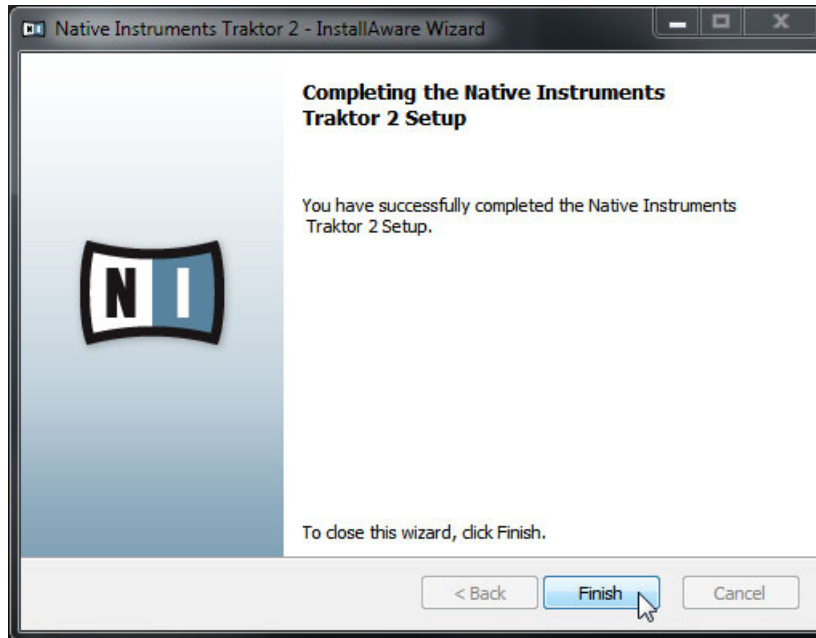 Native Instruments Traktor 2 - InstallAware Wizard
Completing the Native Instruments
Traktor 2 Setup
You have successfully completed the Native Instruments
Traktor 2 Setup.
NI
To close this wizard, click Finish.
< Back Finish Cancel